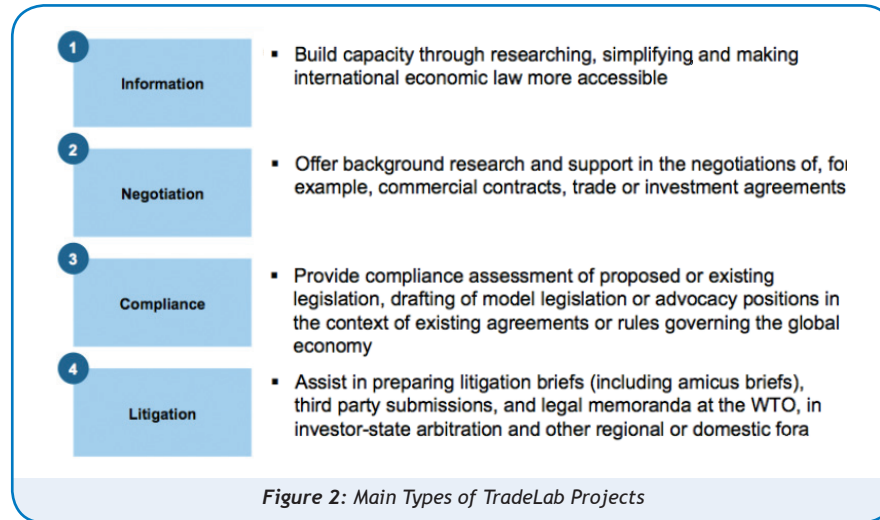 1
Information
▪ Build capacity through researching, simplifying and making
international economic law more accessible
2
Negotiation
▪ Offer background research and support in the negotiations of, for
example, commercial contracts, trade or investment agreements
3
Compliance
▪ Provide compliance assessment of proposed or existing
legislation, drafting of model legislation or advocacy positions in
the context of existing agreements or rules governing the global
economy
4
Litigation
▪ Assist in preparing litigation briefs (including amicus briefs),
third party submissions, and legal memoranda at the WTO, in
investor-state arbitration and other regional or domestic fora
Figure 2: Main Types of TradeLab Projects